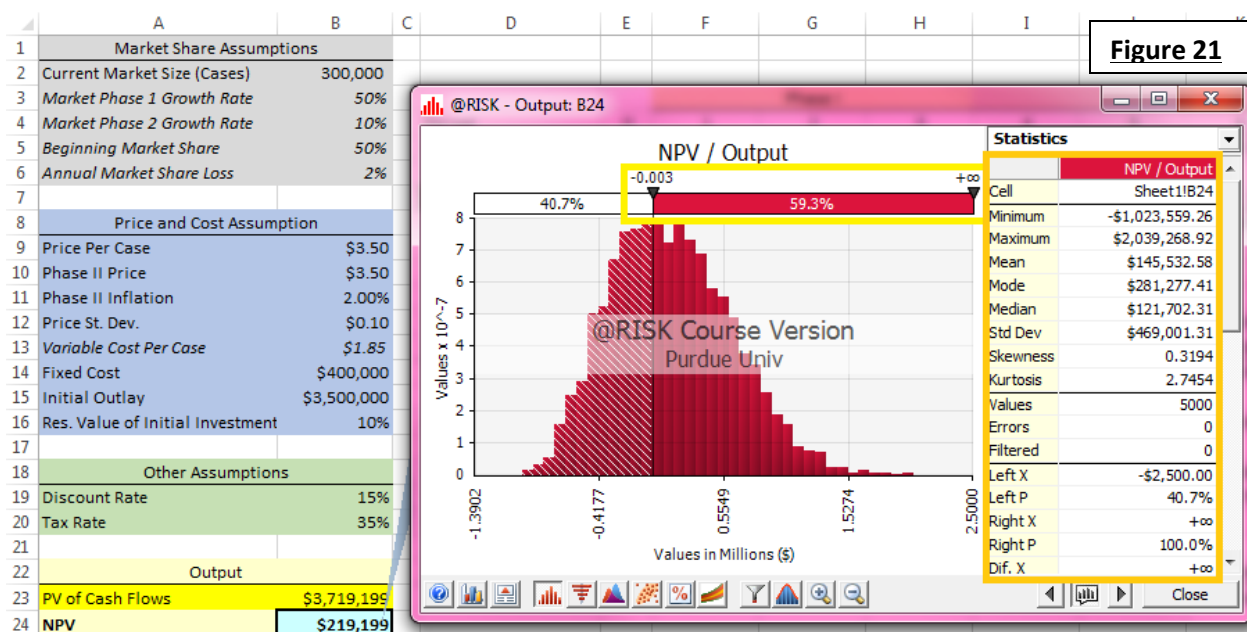 A B C D E F G H I
Figure 21
1 Market Share Assumptions
2 Current Market Size (Cases) 300,000
3 Market Phase 1 Growth Rate 50%
4 Market Phase 2 Growth Rate 10%
5 Beginning Market Share 50%
6 Annual Market Share Loss 2%
7
8 Price and Cost Assumption
9 Price Per Case $3.50
10 Phase II Price $3.50
11 Phase II Inflation 2.00%
12 Price St. Dev. $0.10
13 Variable Cost Per Case $1.85
14 Fixed Cost $400,000
15 Initial Outlay $3,500,000
16 Res. Value of Initial Investment 10%
17
18 Other Assumptions
19 Discount Rate 15%
20 Tax Rate 35%
21
22 Output
23 PV of Cash Flows $3,719,199
24 NPV $219,199
@RISK - Output: B24
NPV / Output
-0.003 +∞
40.7% 59.3%
8
7
6
5
4
3
2
1
0
Values x 10^-7
@RISK Course Version
Purdue Univ
-1.3902
-0.4177
0.5549
1.5274
2.5000
Values in Millions ($)
Statistics
NPV / Output
Cell Sheet1!B24
Minimum -$1,023,559.26
Maximum $2,039,268.92
Mean $145,532.58
Mode $281,277.41
Median $121,702.31
Std Dev $469,001.31
Skewness 0.3194
Kurtosis 2.7454
Values 5000
Errors 0
Filtered 0
Left X -$2,500.00
Left P 40.7%
Right X +∞
Right P 100.0%
Dif. X +∞
Close